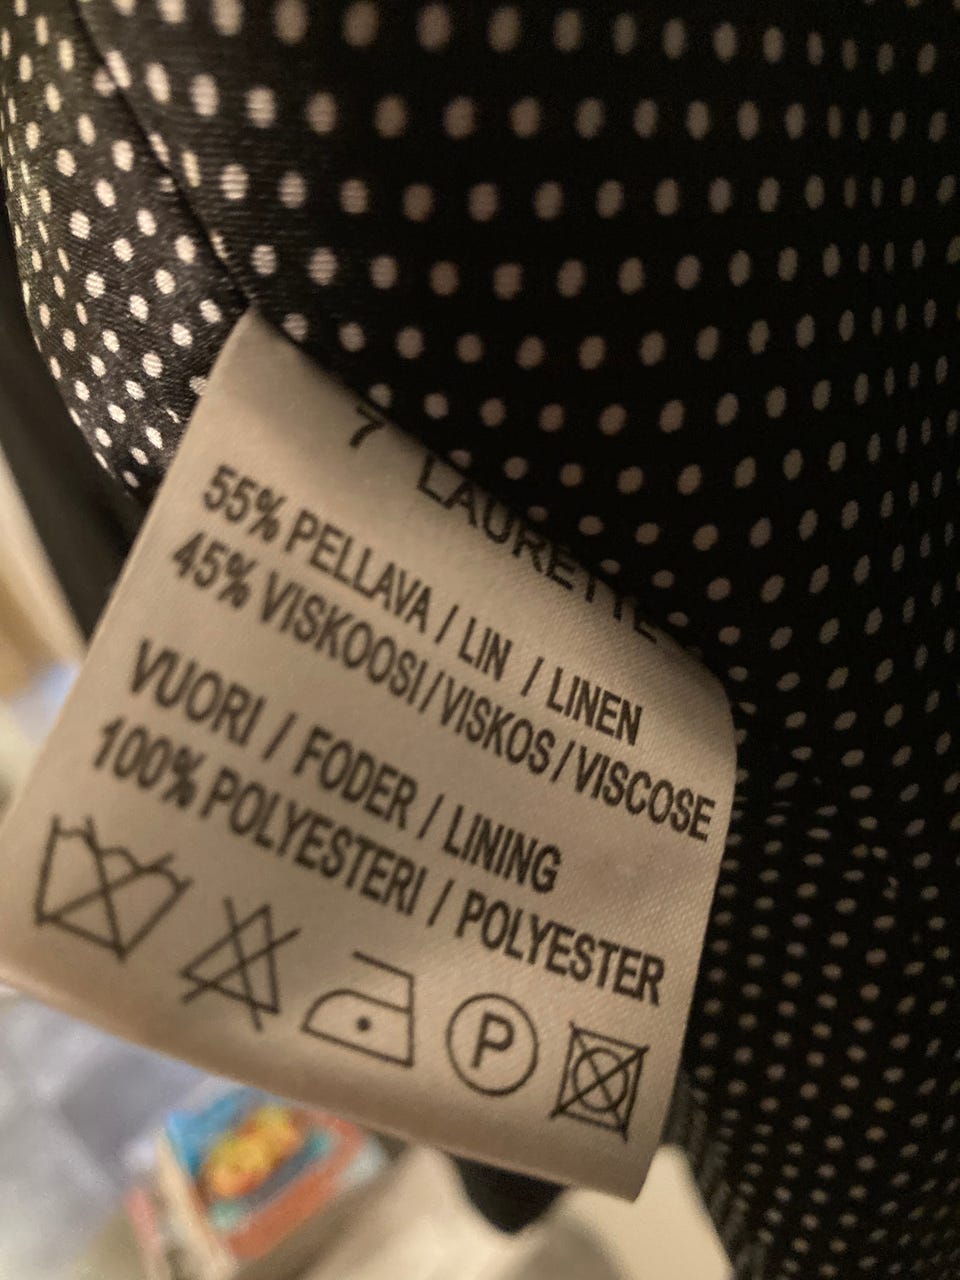 7 LAURETTE
55% PELLAVA / LIN / LINEN
45% VISKOOSI / VISKOS / VISCOSE
VUORI / FODER / LINING
100% POLYESTERI / POLYESTER
P